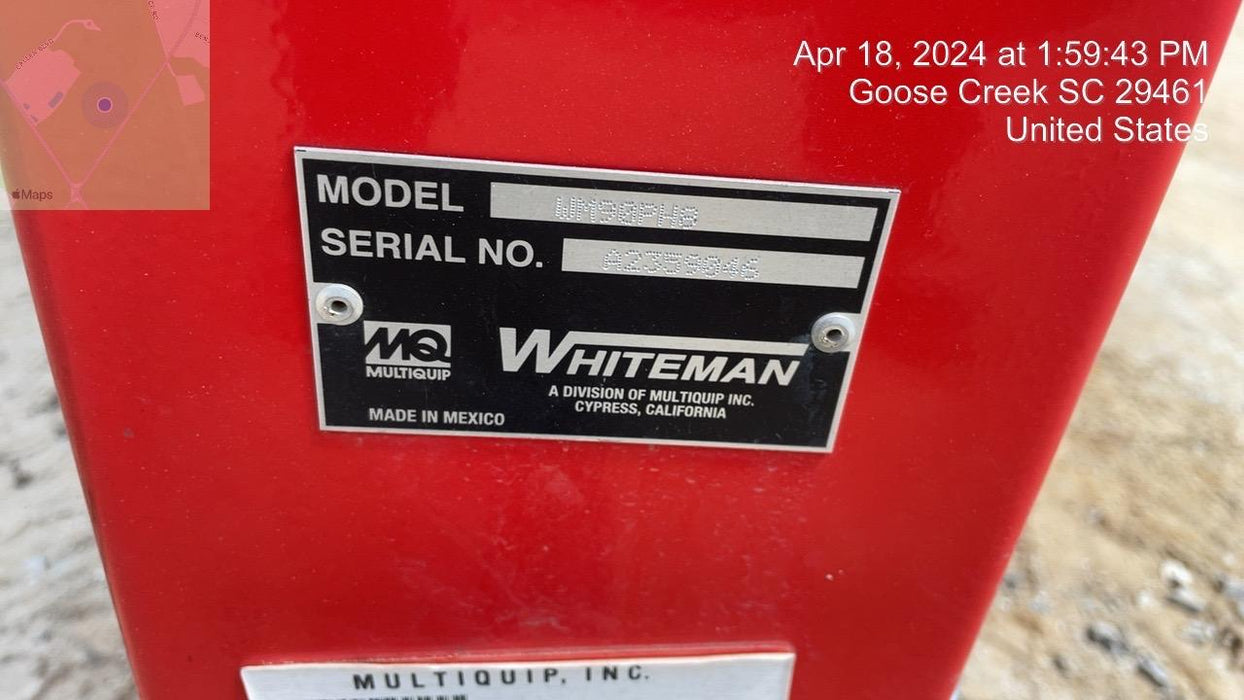 Apr 18, 2024 at 1:59:43 PM
Goose Creek SC 29461
United States
Maps
MODEL WM90PH8
SERIAL NO. A2359046
MQ
MULTIQUIP
WHITEMAN
A DIVISION OF MULTIQUIP INC.
CYPRESS, CALIFORNIA
MADE IN MEXICO
MULTIQUIP, INC.